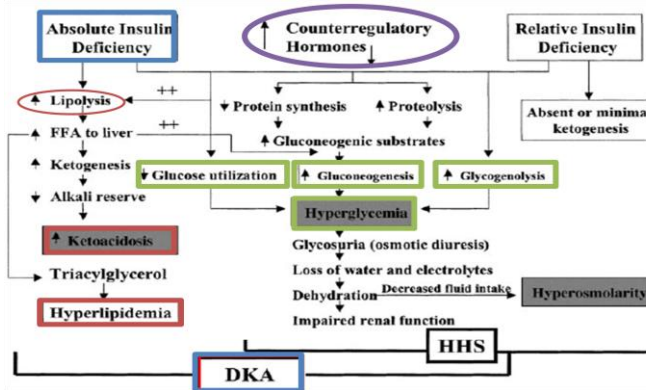 Absolute Insulin
Deficiency
↑ Counterregulatory
Hormones
Relative Insulin
Deficiency
↑ Lipolysis
++
↓ Protein synthesis
↑ Proteolysis
Absent or minima
ketogenesis
↑ FFA to liver
++
↑ Gluconeogenic substrates
↑ Ketogenesis
↓ Glucose utilization
↑ Gluconeogenesis
↑ Glycogenolysis
↓ Alkali reserve
Hyperglycemia
↑ Ketoacidosis
Glycosuria (osmotic diuresis)
Triacylglycerol
Loss of water and electrolytes
Hyperlipidemia
Dehydration
Decreased fluid intake
Hyperosmolarity
Impaired renal function
HHS
DKA